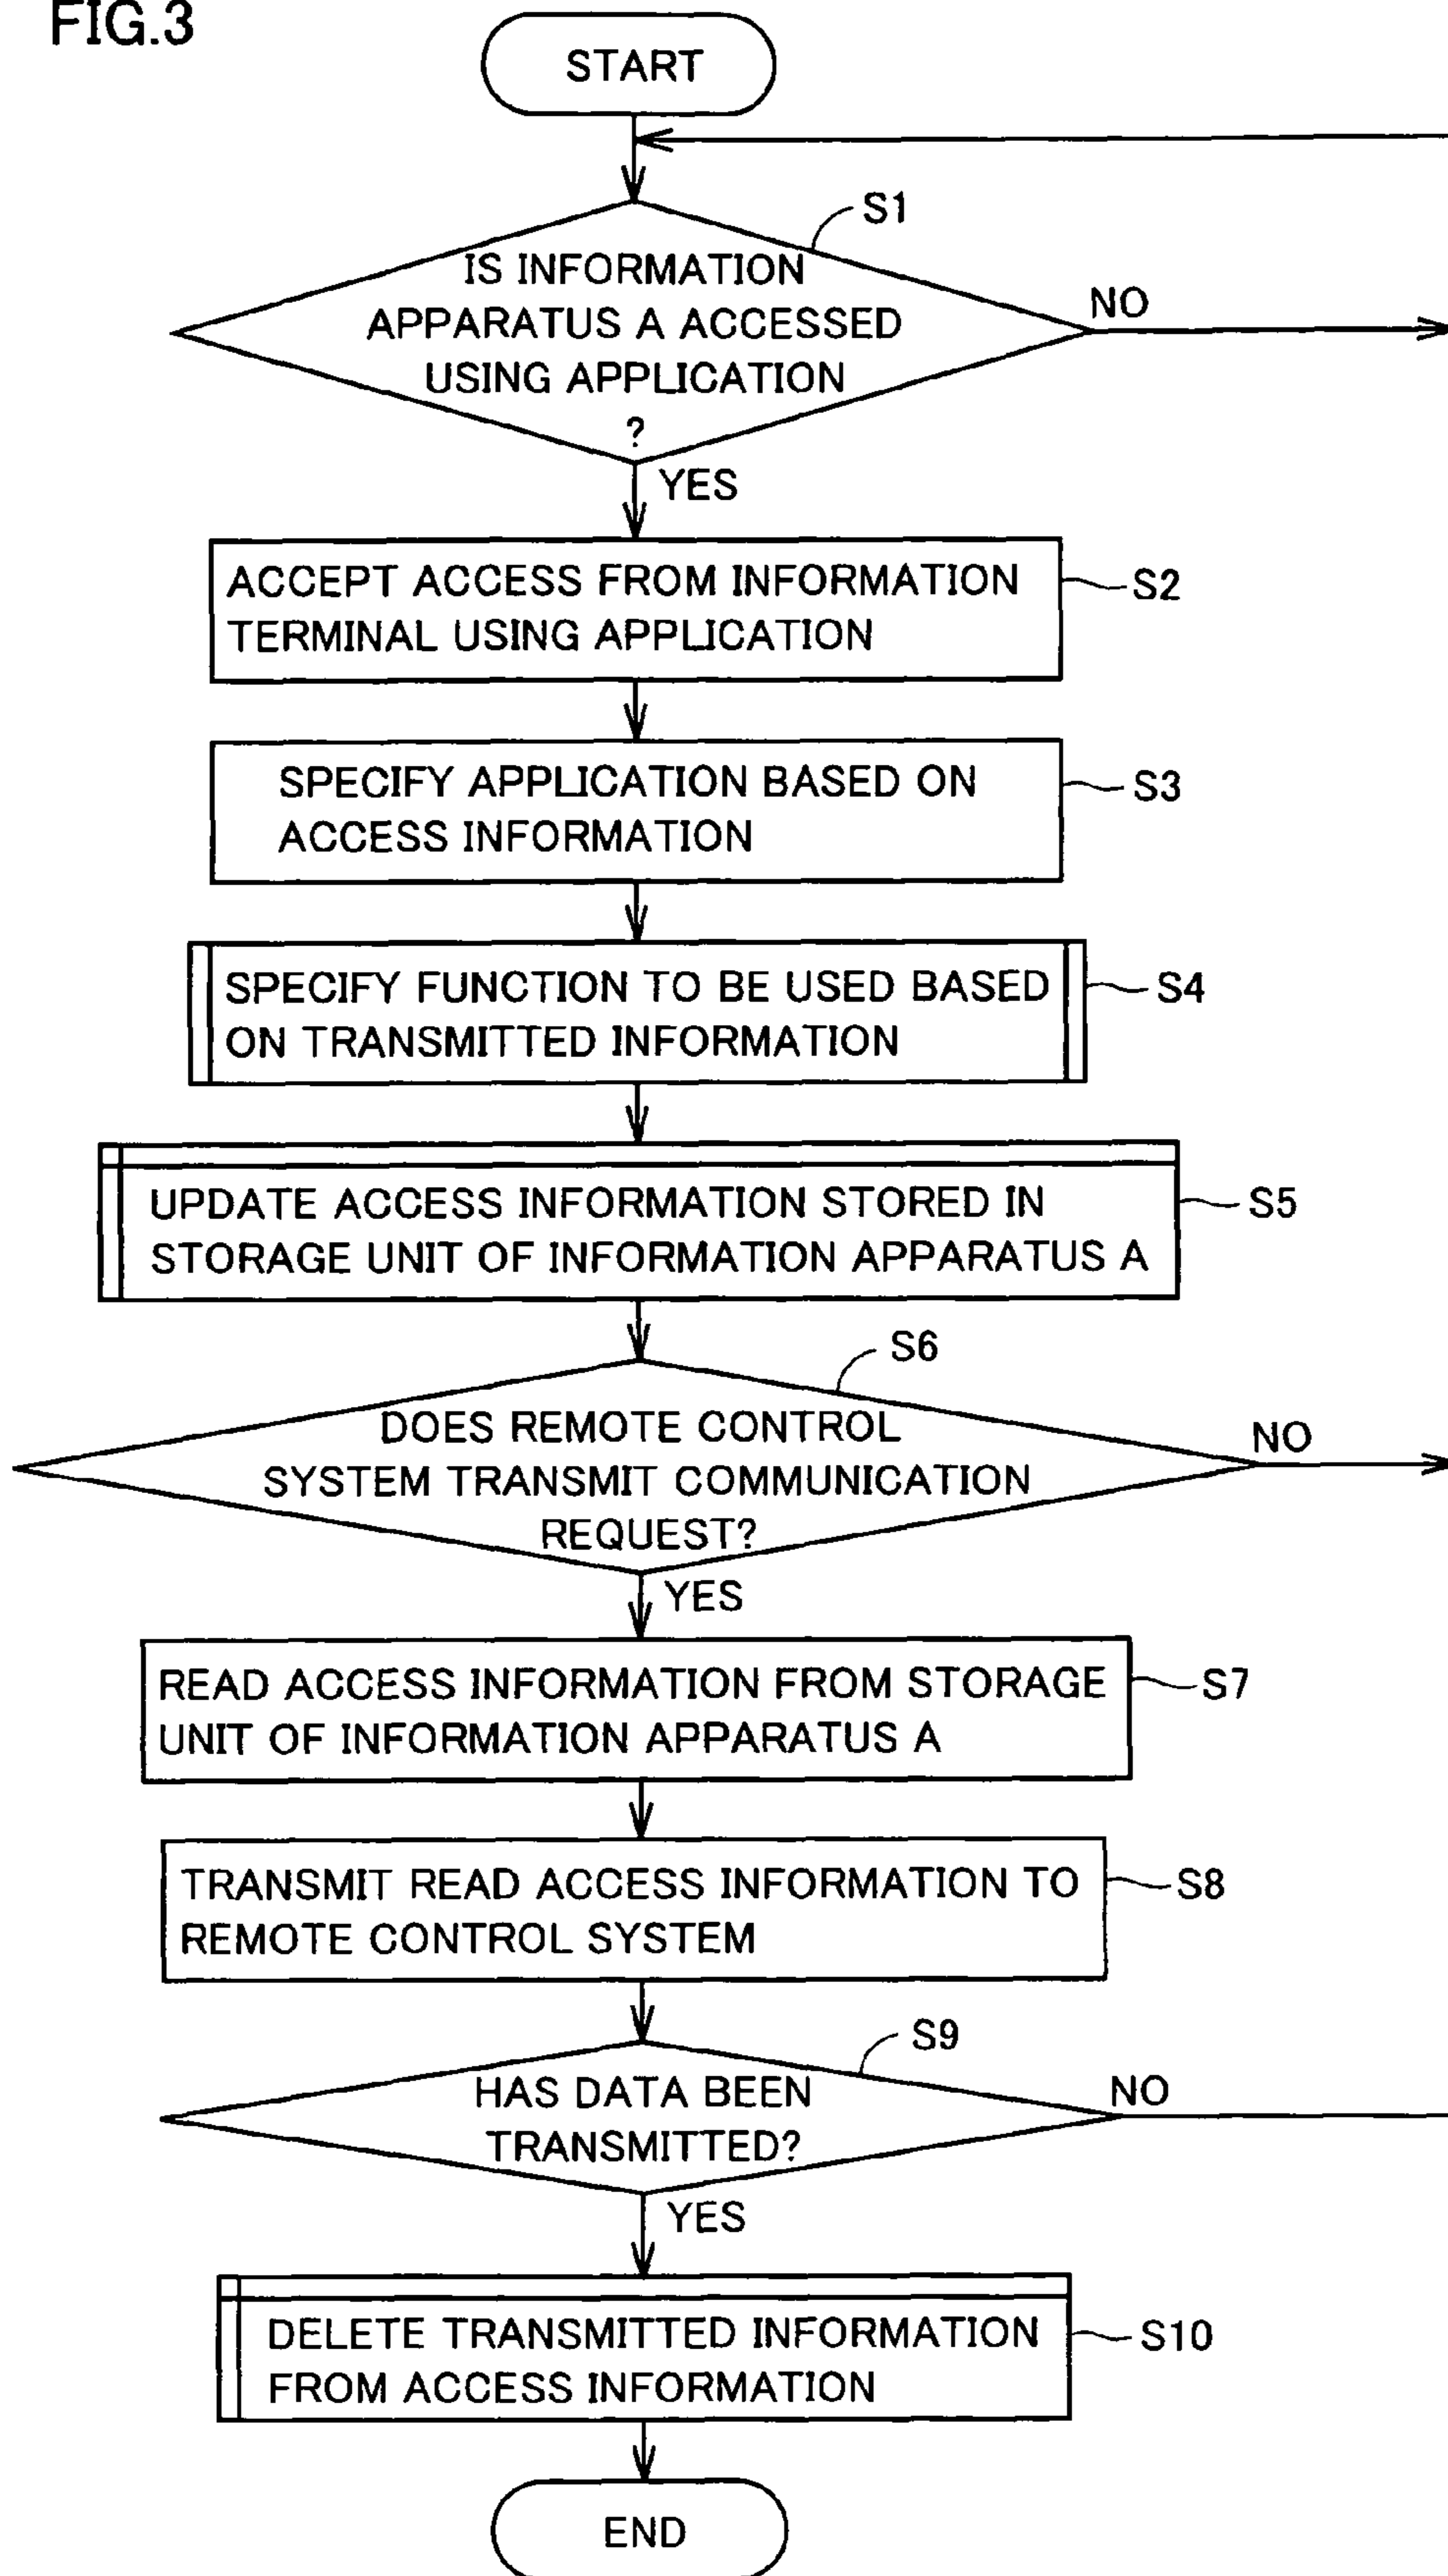 FIG.3
START
S1
IS INFORMATION
APPARATUS A ACCESSED
USING APPLICATION
?
NO
YES
ACCEPT ACCESS FROM INFORMATION
TERMINAL USING APPLICATION
S2
SPECIFY APPLICATION BASED ON
ACCESS INFORMATION
S3
SPECIFY FUNCTION TO BE USED BASED
ON TRANSMITTED INFORMATION
S4
UPDATE ACCESS INFORMATION STORED IN
STORAGE UNIT OF INFORMATION APPARATUS A
S5
S6
DOES REMOTE CONTROL
SYSTEM TRANSMIT COMMUNICATION
REQUEST?
NO
YES
READ ACCESS INFORMATION FROM STORAGE
UNIT OF INFORMATION APPARATUS A
S7
TRANSMIT READ ACCESS INFORMATION TO
REMOTE CONTROL SYSTEM
S8
S9
HAS DATA BEEN
TRANSMITTED?
NO
YES
DELETE TRANSMITTED INFORMATION
FROM ACCESS INFORMATION
S10
END